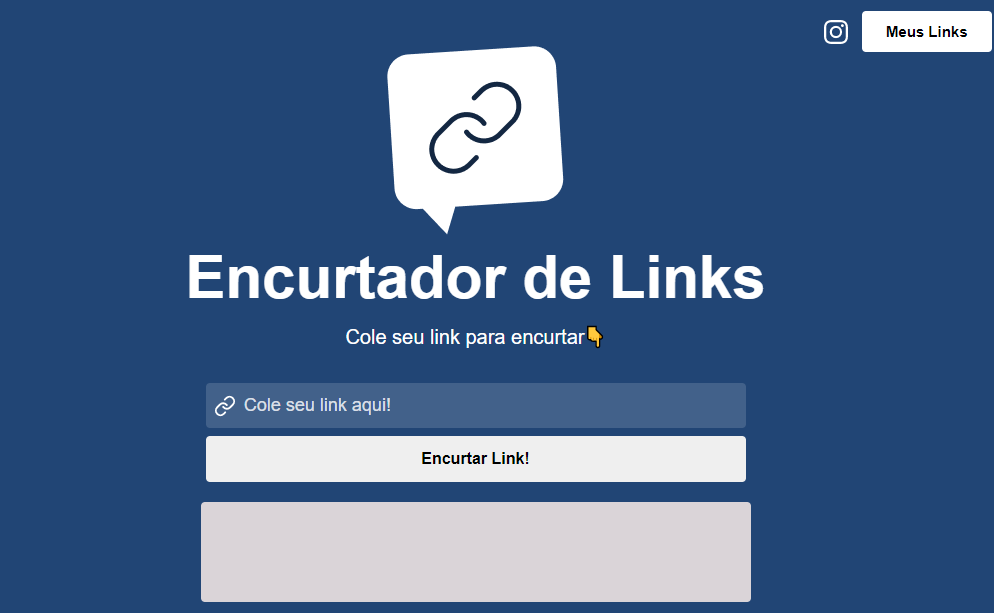 Meus Links
Encurtador de Links
Cole seu link para encurtar👇
Cole seu link aqui!
Encurtar Link!